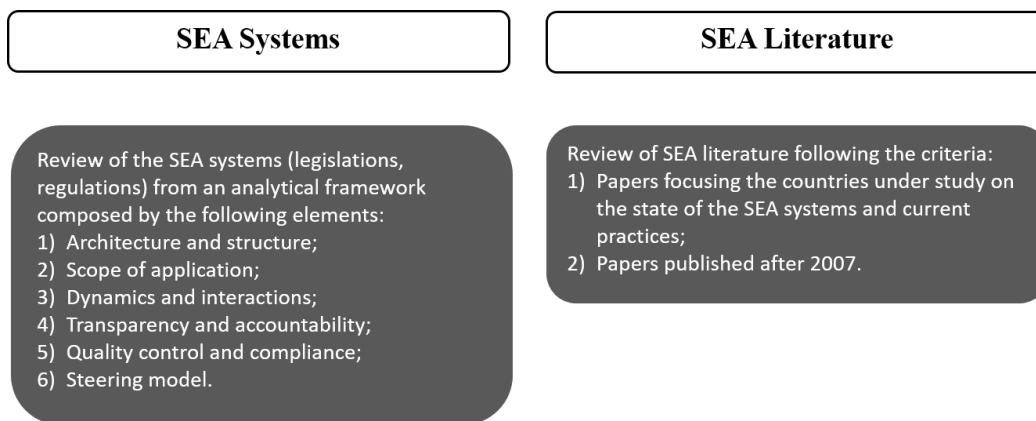 SEA Systems
Review of the SEA systems (legislations,
regulations) from an analytical framework
composed by the following elements:
1) Architecture and structure;
2) Scope of application;
3) Dynamics and interactions;
4) Transparency and accountability;
5) Quality control and compliance;
6) Steering model.
SEA Literature
Review of SEA literature following the criteria:
1) Papers focusing the countries under study on
the state of the SEA systems and current
practices;
2) Papers published after 2007.